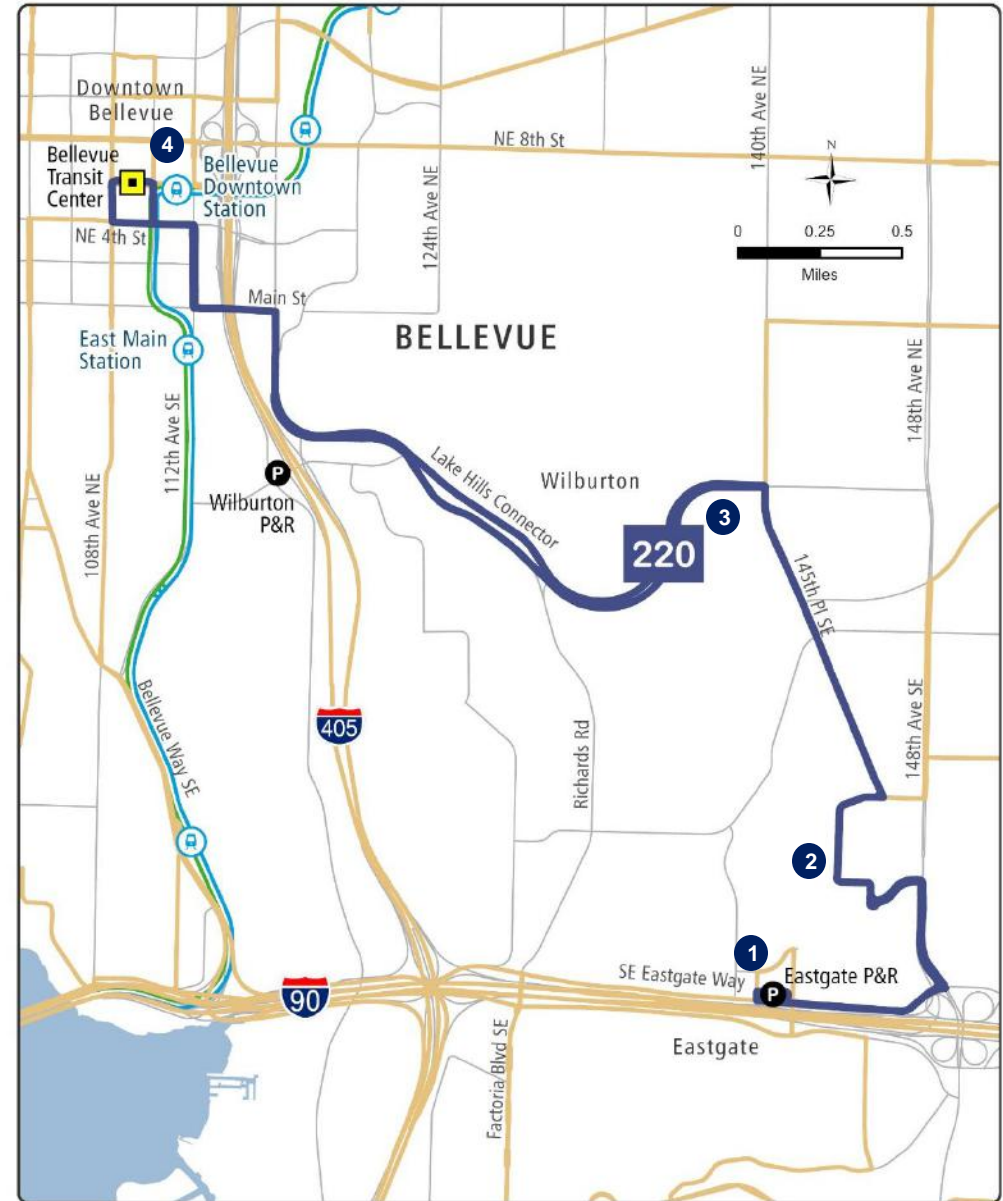 Downtown
Bellevue
4
NE 8th St
140th Ave NE
N
Bellevue
Transit
Center
Bellevue
Downtown
Station
124th Ave NE
0 0.25 0.5
Miles
NE 4th St
Main St
BELLEVUE
East Main
Station
148th Ave NE
112th Ave SE
108th Ave NE
P
Wilburton
P&R
Lake Hills Connector
Wilburton
3
220
145th Pl SE
Bellevue Way SE
405
148th Ave SE
Richards Rd
2
1
SE Eastgate Way
Eastgate P&R
P
90
Eastgate
Factoria Blvd SE